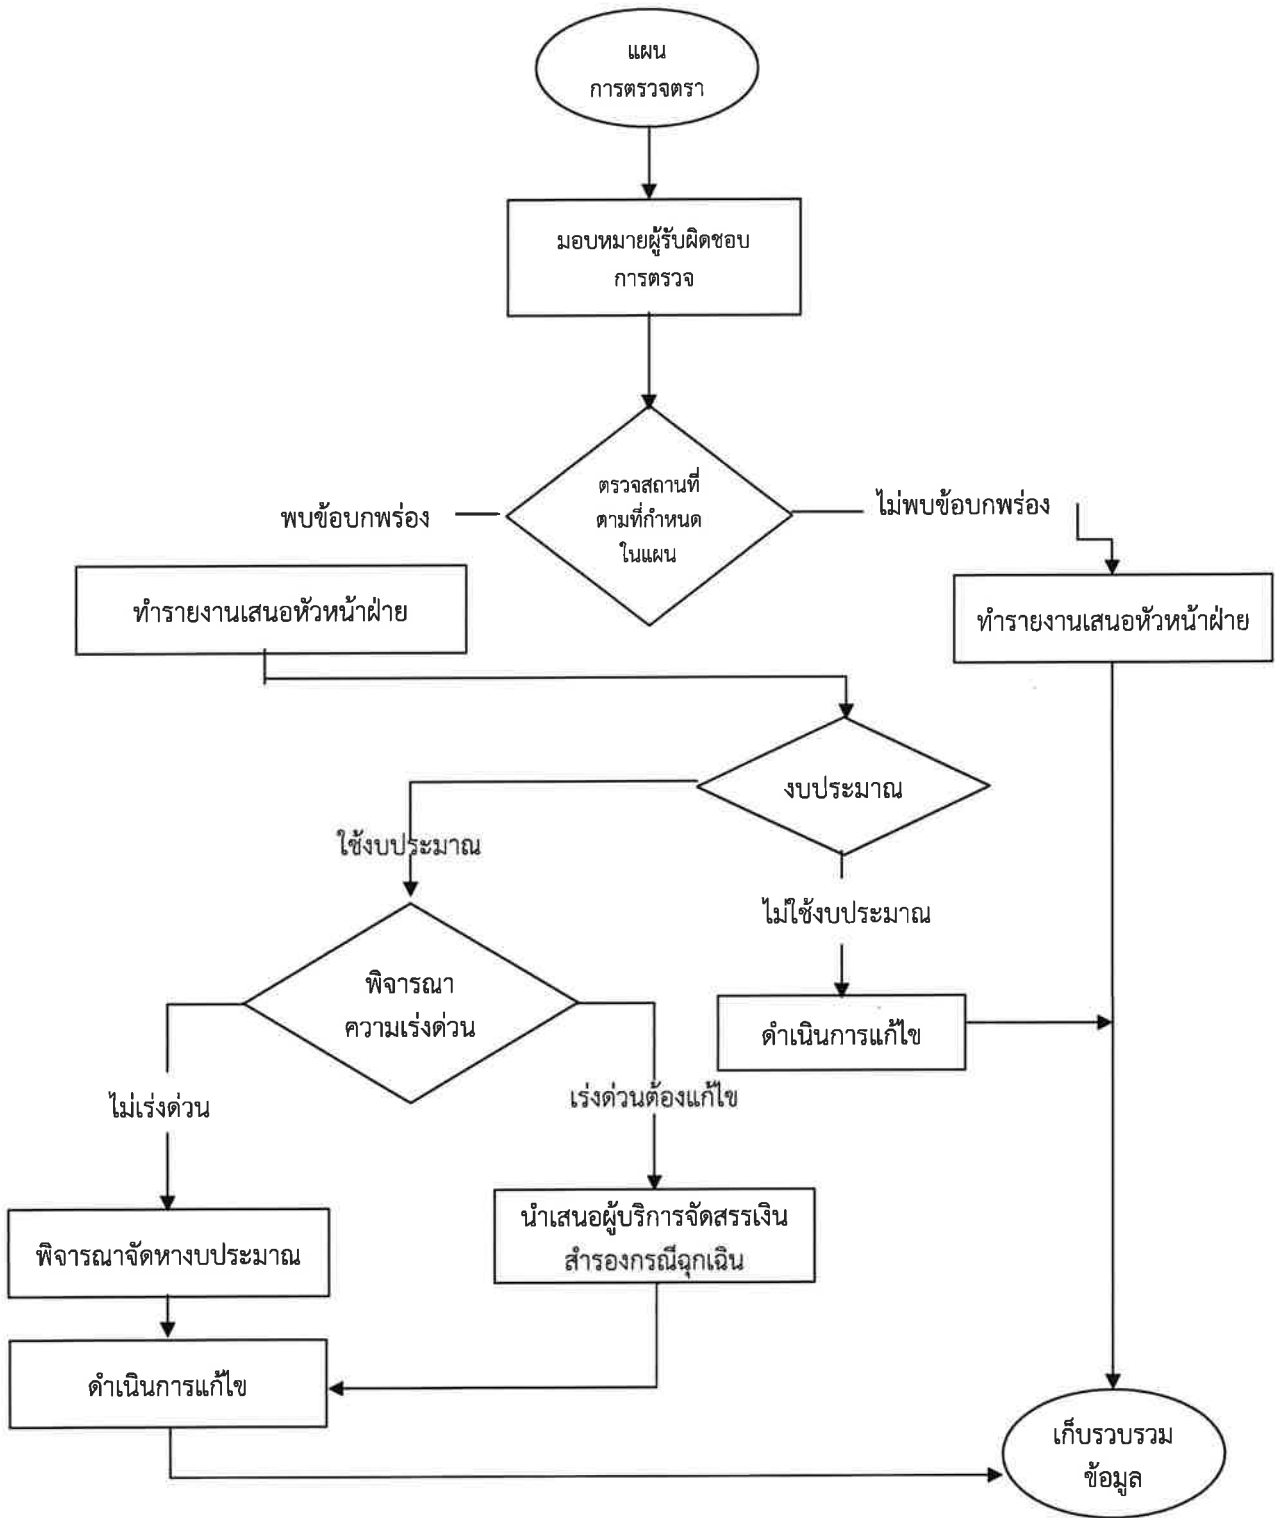 แผน
การตรวจตรา
มอบหมายผู้รับผิดชอบ
การตรวจ
ตรวจสถานที่
ตามที่กำหนด
ในแผน
พบข้อบกพร่อง
ไม่พบข้อบกพร่อง
ทำรายงานเสนอหัวหน้าฝ่าย
ทำรายงานเสนอหัวหน้าฝ่าย
งบประมาณ
ใช้งบประมาณ
ไม่ใช้งบประมาณ
พิจารณา
ความเร่งด่วน
ดำเนินการแก้ไข
ไม่เร่งด่วน
เร่งด่วนต้องแก้ไข
พิจารณาจัดหางบประมาณ
นำเสนอผู้บริการจัดสรรเงิน
สำรองกรณีฉุกเฉิน
ดำเนินการแก้ไข
เก็บรวบรวม
ข้อมูล